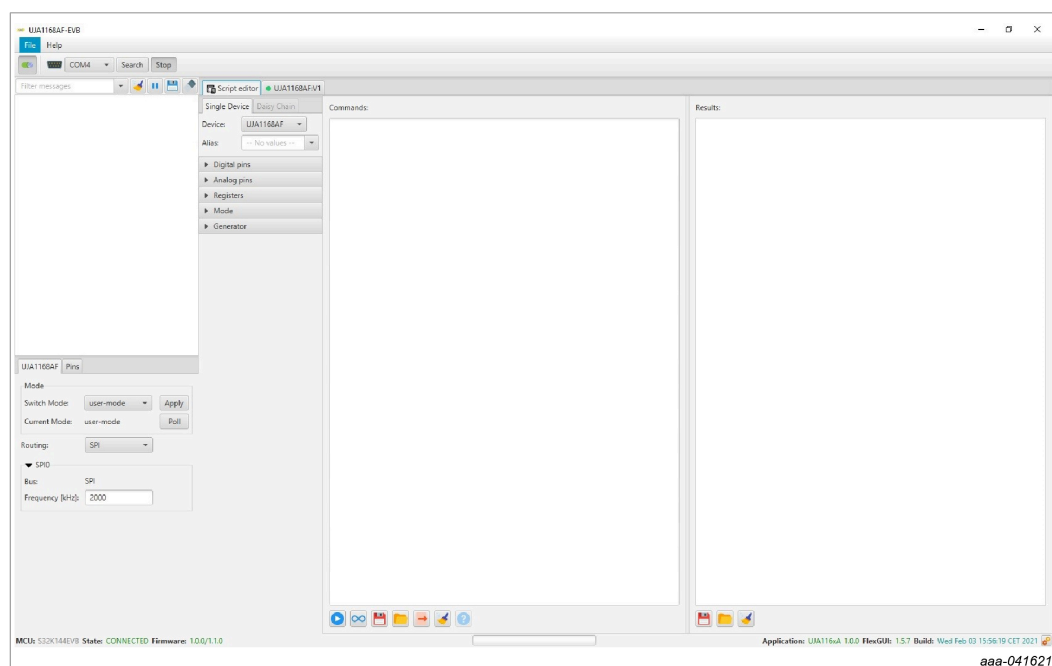 UJA1168AF-EVB
File Help
COM4 Search Stop
Filter messages
Script editor UJA1168AF-V1
Single Device Daisy Chain
Commands:
Results:
Device: UJA1168AF
Alias: -- No values --
Digital pins
Analog pins
Registers
Mode
Generator
UJA1168AF Pins
Mode
Switch Mode: user-mode Apply
Current Mode: user-mode Poll
Routing: SPI
SPI0
Bus: SPI
Frequency [kHz]: 2000
MCU: S32K144EVB State: CONNECTED Firmware: 1.0.0/1.1.0
Application: UJA116xA 1.0.0 FlexGUI: 1.5.7 Build: Wed Feb 03 15:56:19 CET 2021
aaa-041621